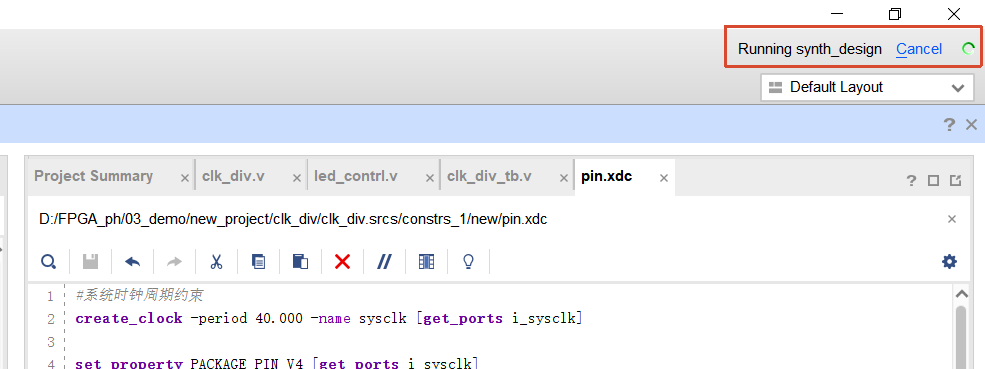 Running synth_design Cancel
Default Layout
?
Project Summary clk_div.v led_contrl.v clk_div_tb.v pin.xdc ?
D:/FPGA_ph/03_demo/new_project/clk_div/clk_div.srcs/constrs_1/new/pin.xdc
//
1 #系统时钟周期约束
2 create_clock -period 40.000 -name sysclk [get_ports i_sysclk]
3
4 set_property PACKAGE_PIN V4 [get_ports i_sysclk]